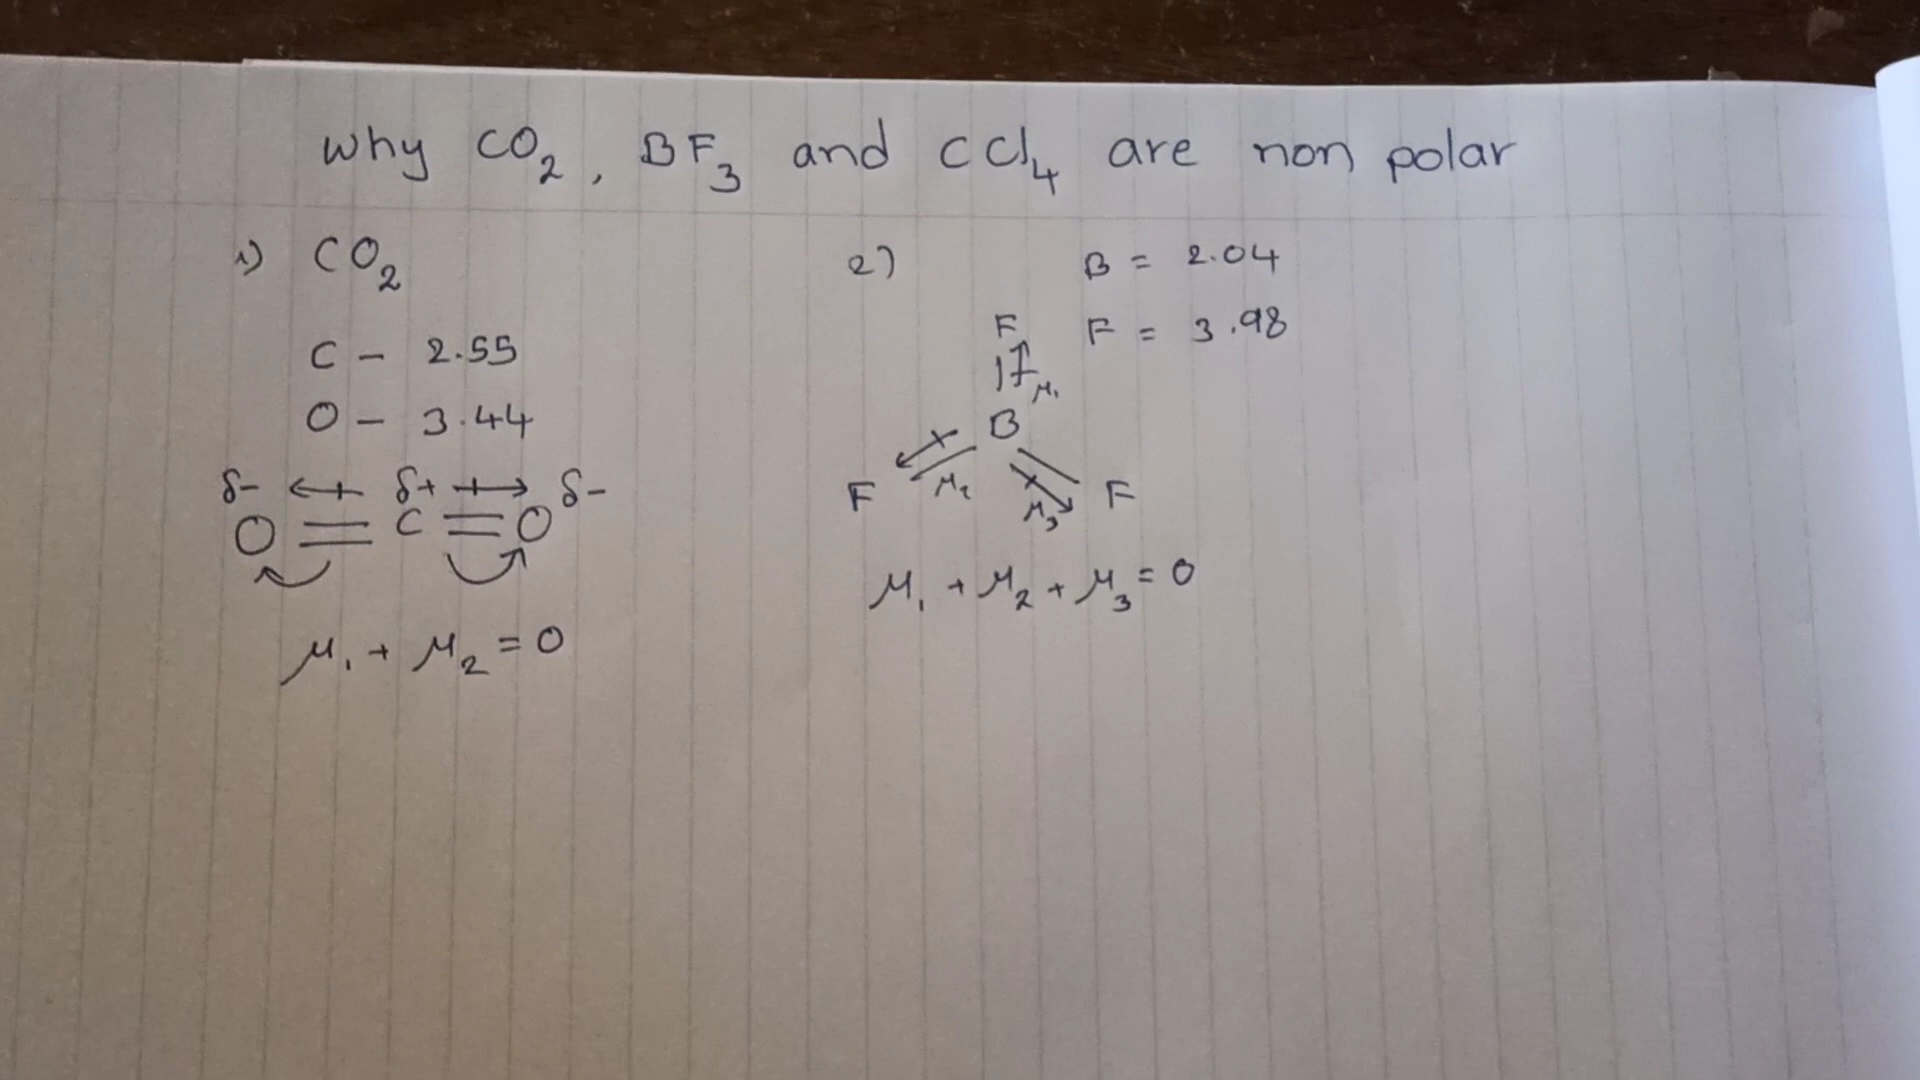 why CO₂, BF₃ and CCl₄ are non polar
1) CO₂
C - 2.55
O - 3.44
δ- δ+ δ-
O = C = O
μ₁ + μ₂ = 0
2)
B = 2.04
F = 3.98
F
μ₁
B
F μ₂ μ₃ F
μ₁ + μ₂ + μ₃ = 0